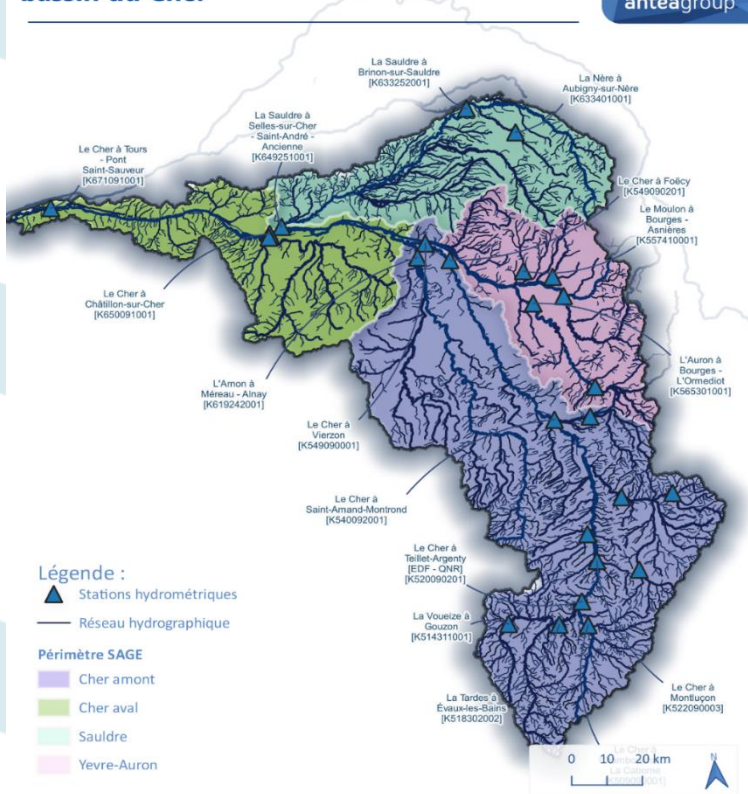 bassin du Cher
anteagroup
La Sauldre à
Brinon-sur-Sauldre
[K633252001]
La Nère à
Aubigny-sur-Nère
[K633401001]
La Sauldre à
Selles-sur-Cher
- Saint-André -
Ancienne
[K649251001]
Le Cher à Tours
- Pont
Saint-Sauveur
[K671091001]
Le Cher à Foëcy
[K549090201]
Le Moulon à
Bourges -
Asnières
[K557410001]
Le Cher à
Châtillon-sur-Cher
[K650091001]
L'Auron à
Bourges -
L'Ormediot
[K565301001]
L'Arnon à
Méreau - Alnay
[K619242001]
Le Cher à
Vierzon
[K549090001]
Le Cher à
Saint-Amand-Montrond
[K540092001]
Le Cher à
Teillet-Argenty
[EDF - QNR]
[K520090201]
La Voueize à
Gouzon
[K514311001]
La Tardes à
Évaux-les-Bains
[K518302002]
Le Cher à
Montluçon
[K522090003]
Le Cher à
Légende :
Stations hydrométriques
Réseau hydrographique
Périmètre SAGE
Cher amont
Cher aval
Sauldre
Yevre-Auron
0 10 20 km
N